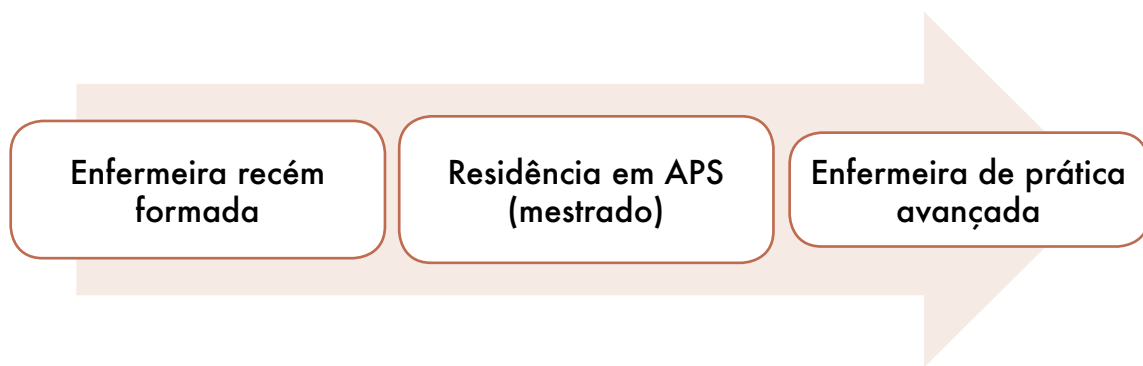 Enfermeira recém
formada
Residência em APS
(mestrado)
Enfermeira de prática
avançada